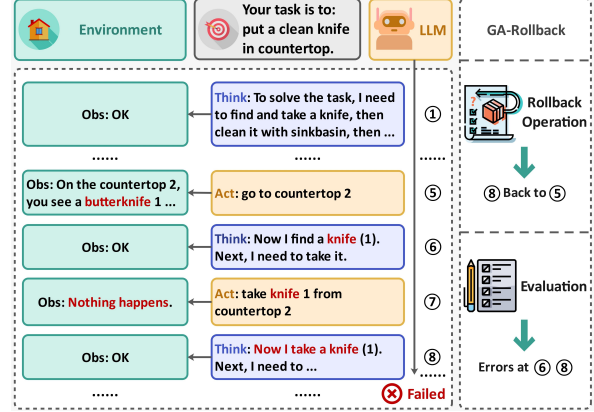 Environment
Your task is to:
put a clean knife
in countertop.
LLM
GA-Rollback
Obs: OK
Think: To solve the task, I need
to find and take a knife, then
clean it with sinkbasin, then ...
①
......
......
......
Obs: On the countertop 2,
you see a butterknife 1 ...
Act: go to countertop 2
⑤
Obs: OK
Think: Now I find a knife (1).
Next, I need to take it.
⑥
Obs: Nothing happens.
Act: take knife 1 from
countertop 2
⑦
Obs: OK
Think: Now I take a knife (1).
Next, I need to ...
⑧
......
......
......
Failed
Rollback
Operation
⑧ Back to ⑤
Evaluation
Errors at ⑥ ⑧